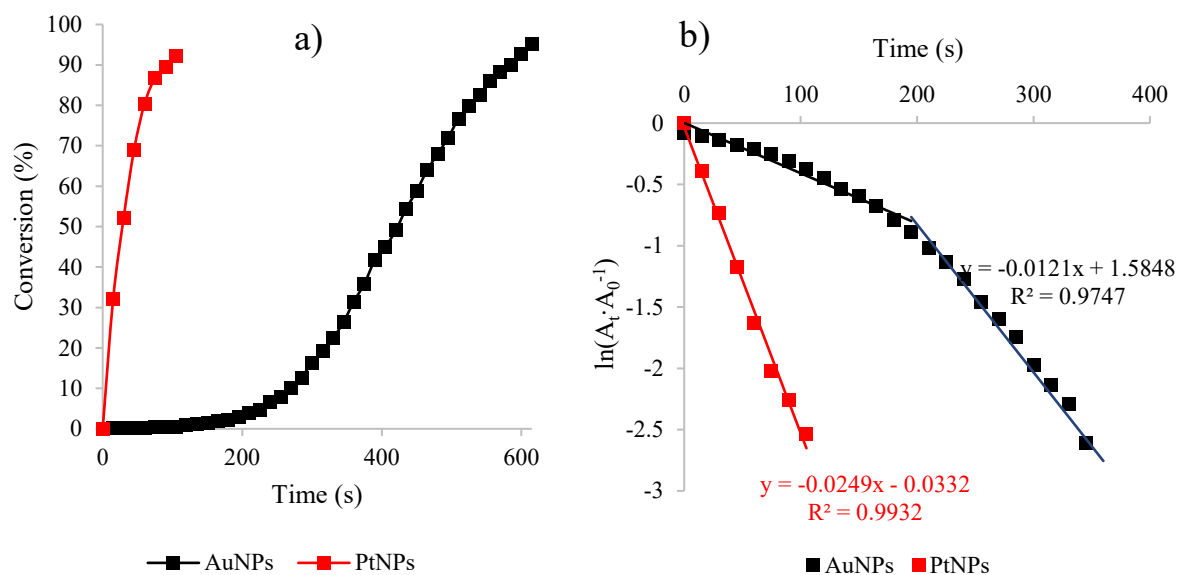 a)
Conversion (%)
100
90
80
70
60
50
40
30
20
10
0
0 200 400 600
Time (s)
AuNPs PtNPs
b)
Time (s)
0 100 200 300 400
ln(Aₜ·A₀⁻¹)
0
-0.5
-1
-1.5
-2
-2.5
-3
y = -0.0121x + 1.5848
R² = 0.9747
y = -0.0249x - 0.0332
R² = 0.9932
AuNPs PtNPs